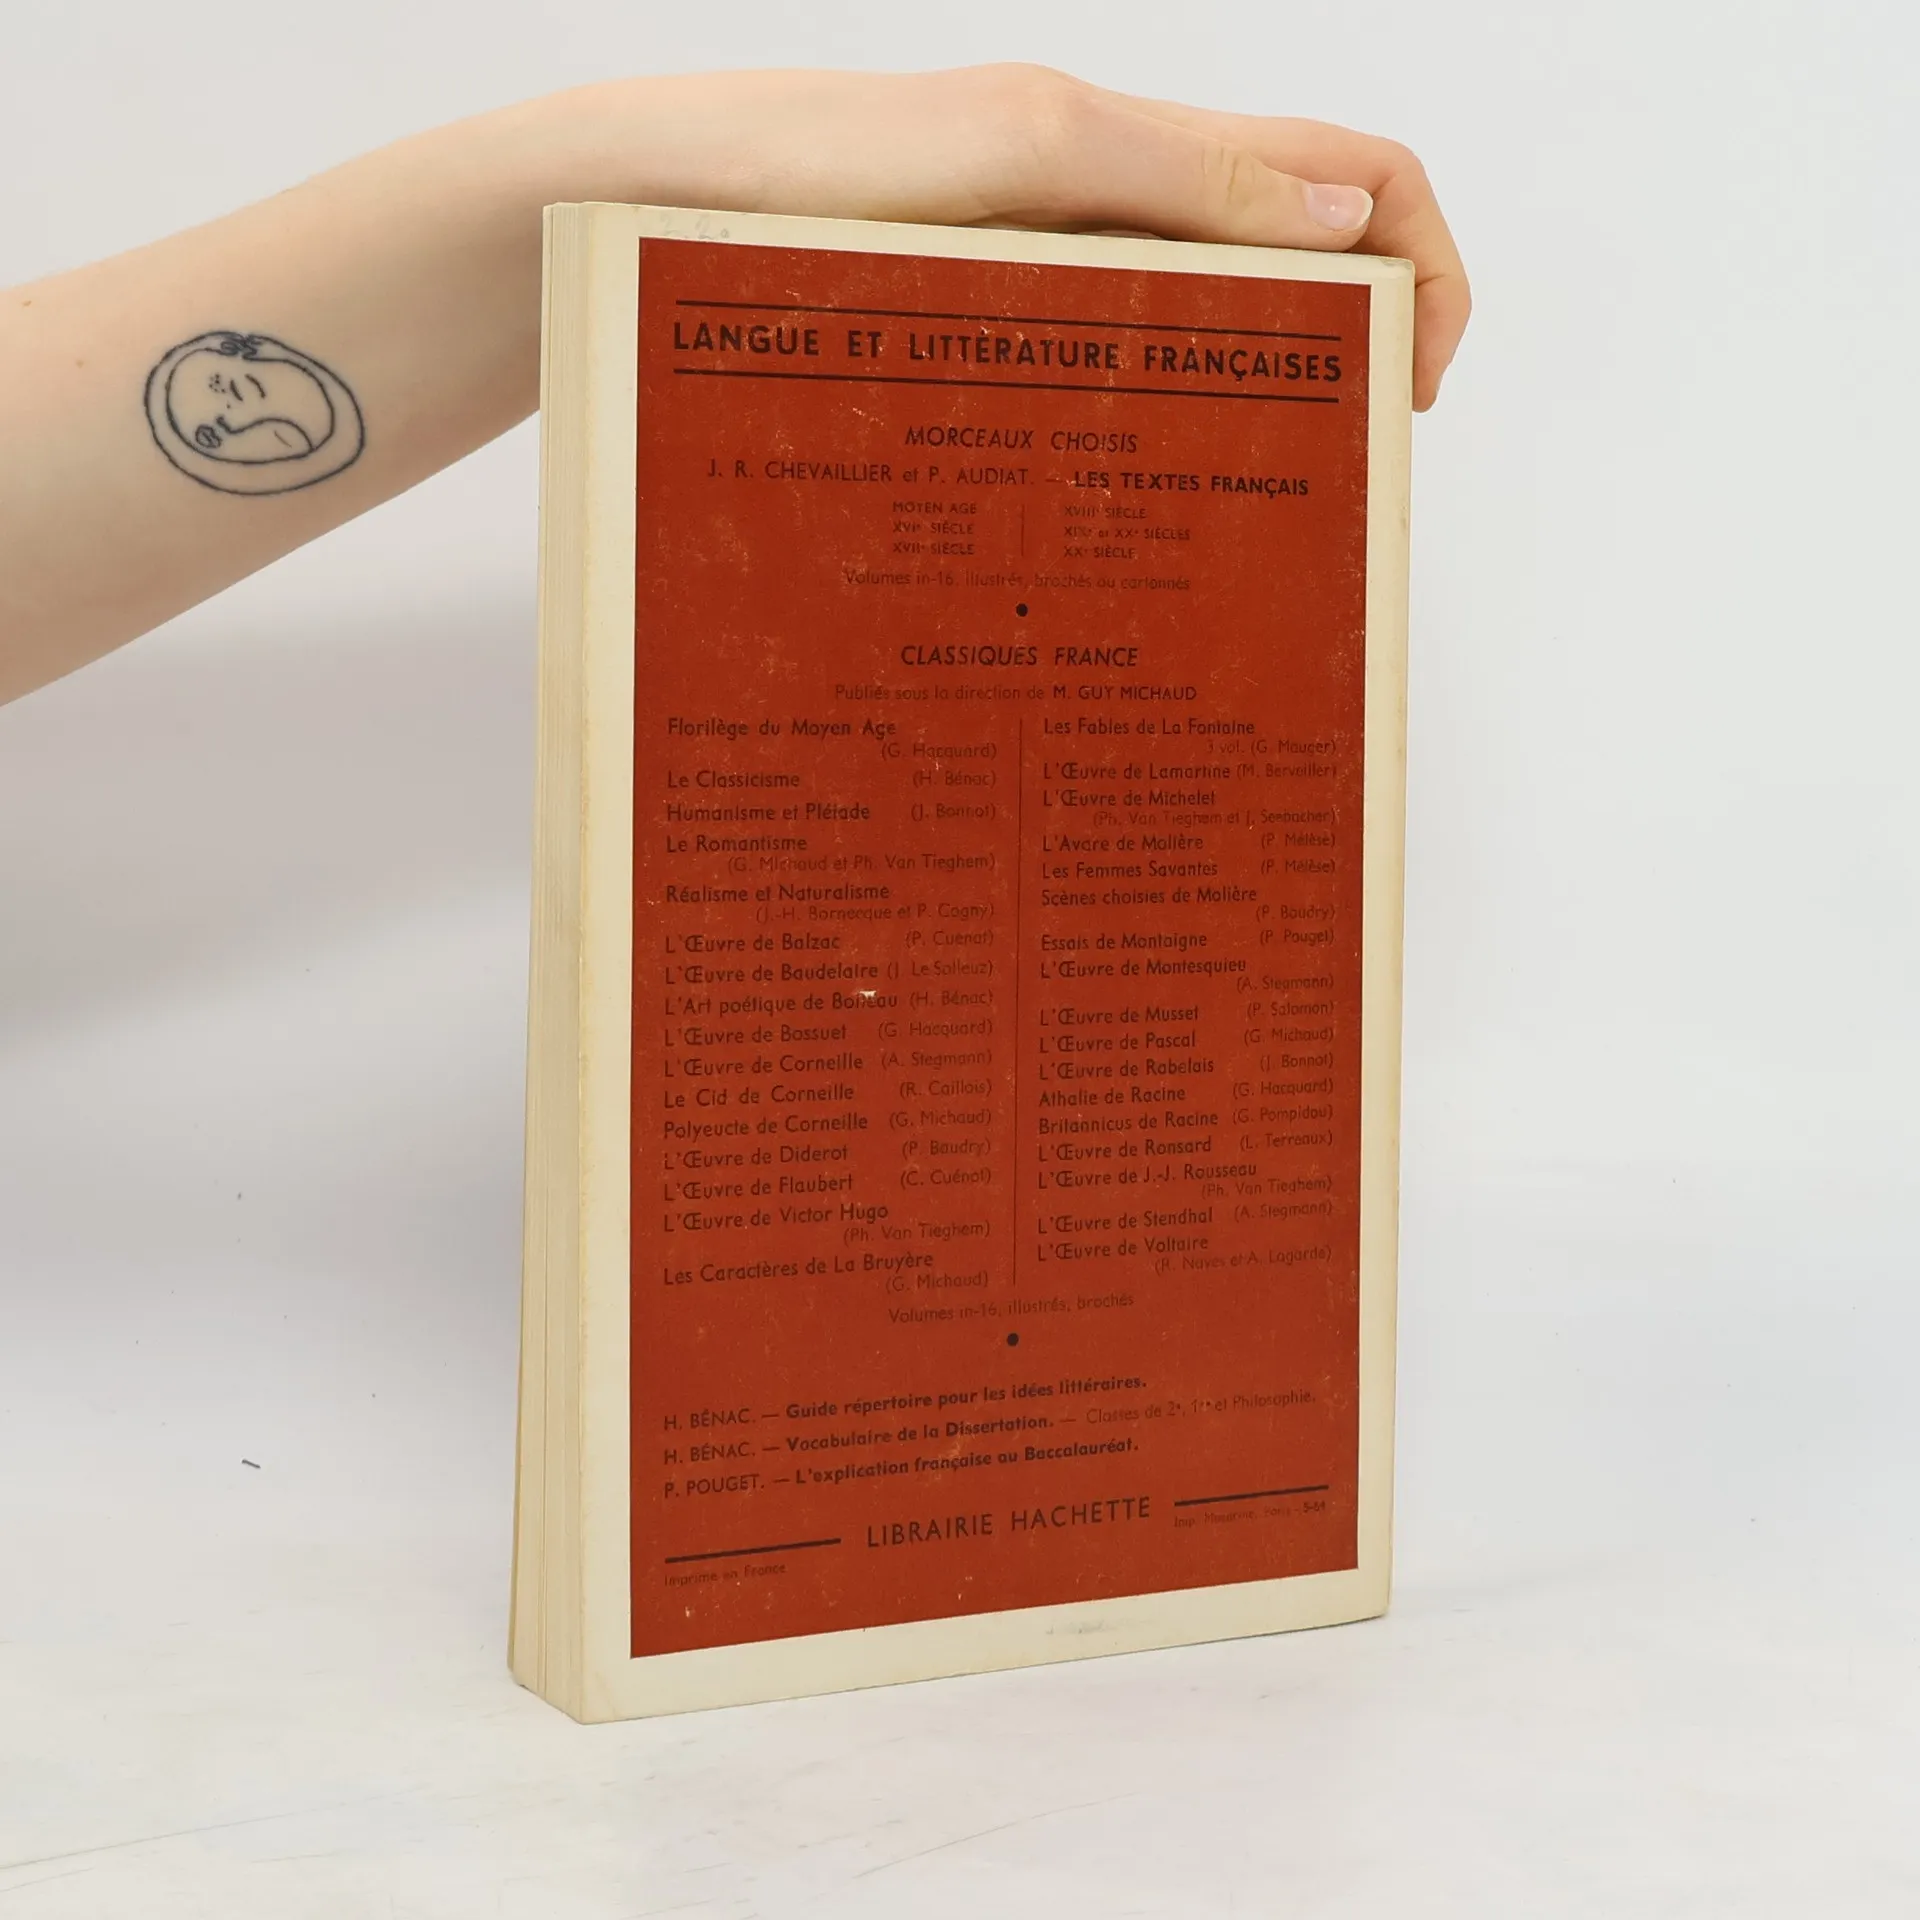 LANGUE ET LITTÉRATURE FRANÇAISES
MORCEAUX CHOISIS
J. R. CHEVAILLIER et P. AUDIAT. — LES TEXTES FRANÇAIS
MOYEN AGE
XVIᵉ SIÈCLE
XVIIᵉ SIÈCLE
XVIIIᵉ SIÈCLE
XIXᵉ et XXᵉ SIÈCLES
XXᵉ SIÈCLE
Volumes in-16, illustrés, brochés ou cartonnés
CLASSIQUES FRANCE
Publiés sous la direction de M. GUY MICHAUD
Florilège du Moyen Age
(G. Hacquard)
Le Classicisme (H. Bénac)
Humanisme et Pléiade (J. Bonnot)
Le Romantisme
(G. Michaud et Ph. Van Tieghem)
Réalisme et Naturalisme
(J.-H. Bornecque et P. Cogny)
L'Œuvre de Balzac (P. Cuenat)
L'Œuvre de Baudelaire (J. Le Salleuz)
L'Art poétique de Boileau (H. Bénac)
L'Œuvre de Bossuet (G. Hacquard)
L'Œuvre de Corneille (A. Stegmann)
Le Cid de Corneille (R. Caillois)
Polyeucte de Corneille (G. Michaud)
L'Œuvre de Diderot (P. Baudry)
L'Œuvre de Flaubert (C. Cuénot)
L'Œuvre de Victor Hugo
(Ph. Van Tieghem)
Les Caractères de La Bruyère
(G. Michaud)
Les Fables de La Fontaine
3 vol. (G. Mauger)
L'Œuvre de Lamartine (M. Berveiller)
L'Œuvre de Michelet
(Ph. Van Tieghem et J. Seebacher)
L'Avare de Molière (P. Mélèse)
Les Femmes Savantes (P. Mélèse)
Scènes choisies de Molière
(P. Baudry)
Essais de Montaigne (P. Pouget)
L'Œuvre de Montesquieu
(A. Stegmann)
L'Œuvre de Musset (P. Salomon)
L'Œuvre de Pascal (G. Michaud)
L'Œuvre de Rabelais (J. Bonnot)
Athalie de Racine (G. Hacquard)
Britannicus de Racine (G. Pompidou)
L'Œuvre de Ronsard (L. Terreaux)
L'Œuvre de J.-J. Rousseau
(Ph. Van Tieghem)
L'Œuvre de Stendhal (A. Stegmann)
L'Œuvre de Voltaire
(R. Naves et A. Lagarde)
Volumes in-16, illustrés, brochés
H. BÉNAC. — Guide répertoire pour les idées littéraires.
H. BÉNAC. — Vocabulaire de la Dissertation. — Classes de 2ᵉ, 1ʳᵉ et Philosophie.
P. POUGET. — L'explication française au Baccalauréat.
LIBRAIRIE HACHETTE
Imprimé en France
Imp. Paris - 5-64